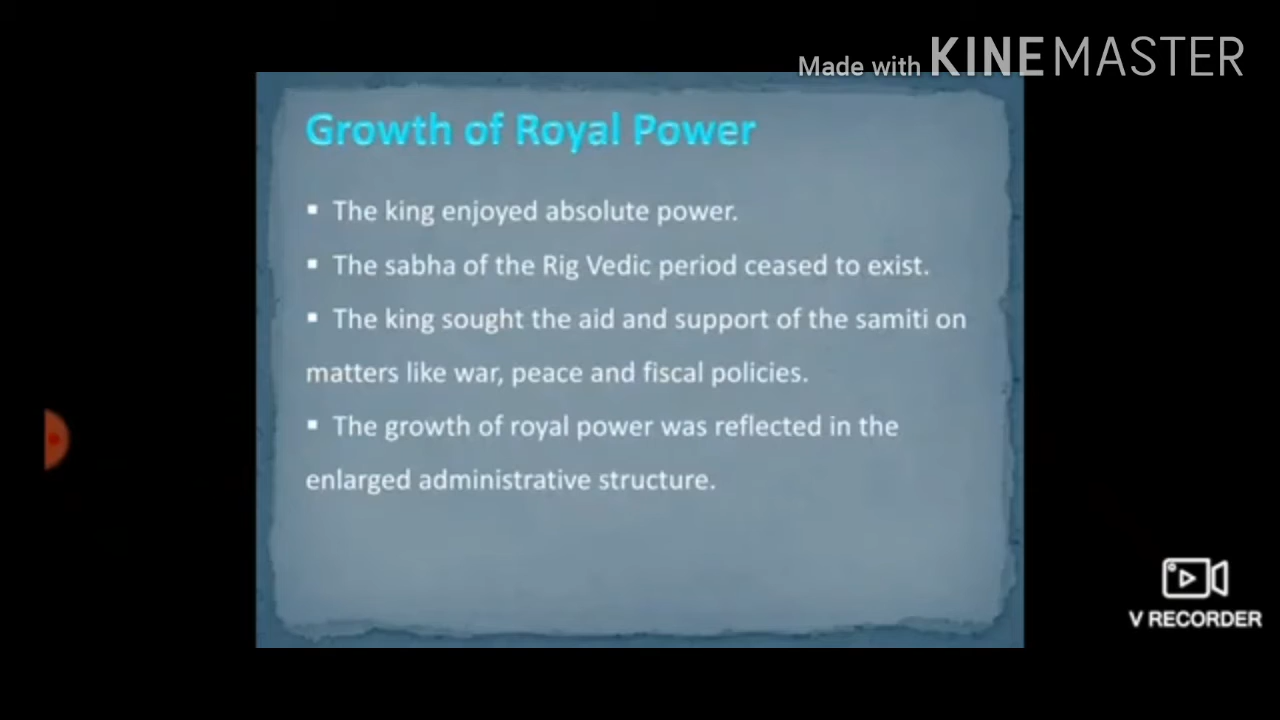 Made with KINEMASTER
Growth of Royal Power
▪ The king enjoyed absolute power.
▪ The sabha of the Rig Vedic period ceased to exist.
▪ The king sought the aid and support of the samiti on
matters like war, peace and fiscal policies.
▪ The growth of royal power was reflected in the
enlarged administrative structure.
V RECORDER